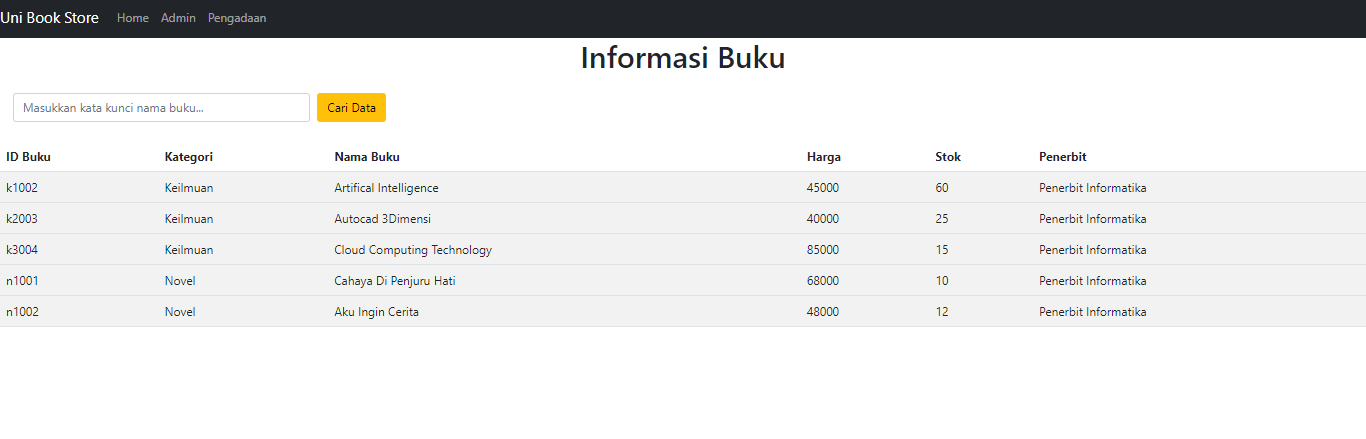 Uni Book Store Home Admin Pengadaan
Informasi Buku
Masukkan kata kunci nama buku... Cari Data
ID Buku Kategori Nama Buku Harga Stok Penerbit
k1002 Keilmuan Artifical Intelligence 45000 60 Penerbit Informatika
k2003 Keilmuan Autocad 3Dimensi 40000 25 Penerbit Informatika
k3004 Keilmuan Cloud Computing Technology 85000 15 Penerbit Informatika
n1001 Novel Cahaya Di Penjuru Hati 68000 10 Penerbit Informatika
n1002 Novel Aku Ingin Cerita 48000 12 Penerbit Informatika